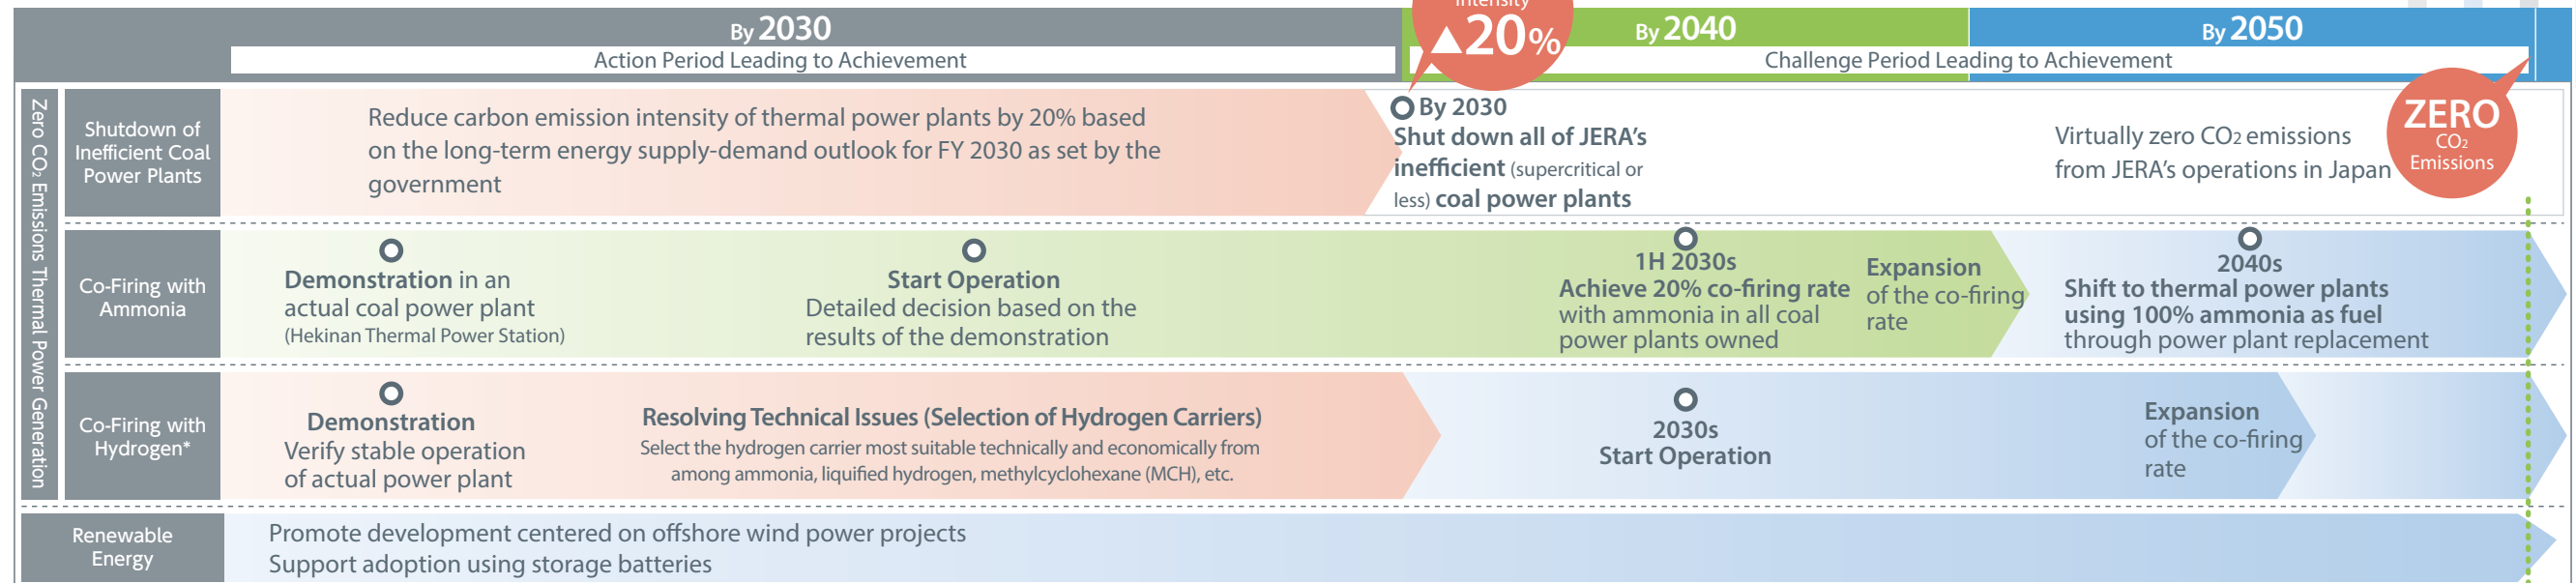 By 2030
Action Period Leading to Achievement
intensity
▲20%
By 2040
By 2050
Challenge Period Leading to Achievement
Zero CO₂ Emissions Thermal Power Generation
Shutdown of
Inefficient Coal
Power Plants
Reduce carbon emission intensity of thermal power plants by 20% based
on the long-term energy supply-demand outlook for FY 2030 as set by the
government
By 2030
Shut down all of JERA's
inefficient (supercritical or
less) coal power plants
Virtually zero CO₂ emissions
from JERA's operations in Japan
ZERO
CO₂
Emissions
Co-Firing with
Ammonia
Demonstration in an
actual coal power plant
(Hekinan Thermal Power Station)
Start Operation
Detailed decision based on the
results of the demonstration
1H 2030s
Achieve 20% co-firing rate
with ammonia in all coal
power plants owned
Expansion
of the co-firing
rate
2040s
Shift to thermal power plants
using 100% ammonia as fuel
through power plant replacement
Co-Firing with
Hydrogen*
Demonstration
Verify stable operation
of actual power plant
Resolving Technical Issues (Selection of Hydrogen Carriers)
Select the hydrogen carrier most suitable technically and economically from
among ammonia, liquified hydrogen, methylcyclohexane (MCH), etc.
2030s
Start Operation
Expansion
of the co-firing
rate
Renewable
Energy
Promote development centered on offshore wind power projects
Support adoption using storage batteries